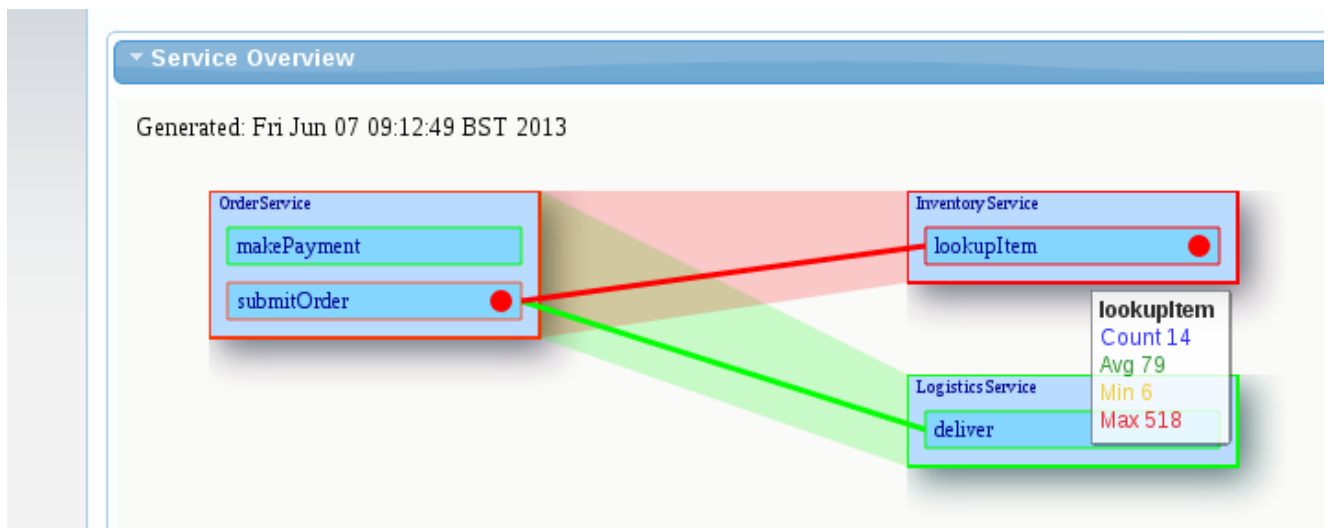 Service Overview
Generated: Fri Jun 07 09:12:49 BST 2013
OrderService
makePayment
submitOrder
InventoryService
lookupItem
lookupItem
Count 14
Avg 79
Min 6
Max 518
LogisticsService
deliver